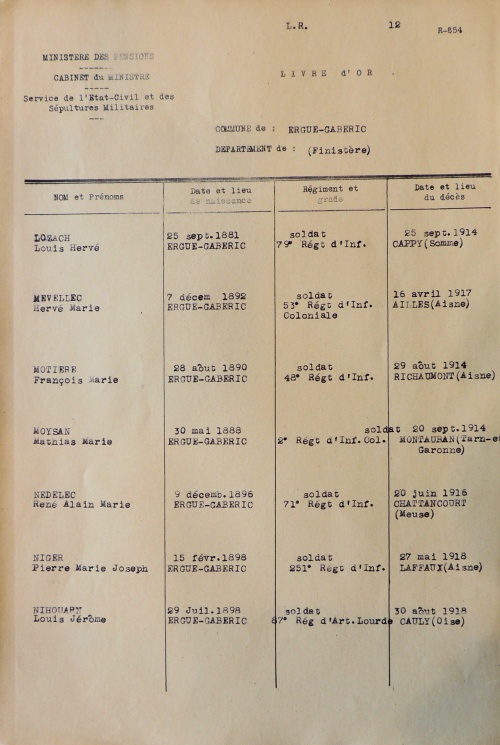 L.R. 12 R-854
MINISTERE DES PENSIONS
CABINET du MINISTRE
LIVRE d'OR
Service de l'Etat-Civil et des
Sépultures Militaires
COMMUNE de : ERGUE-GABERIC
DEPARTEMENT de : (Finistère)
NOM et Prénoms
Date et lieu
de naissance
Régiment et
grade
Date et lieu
du décès
LOZACH
Louis Hervé
25 sept.1881
ERGUE-GABERIC
soldat
79° Régt d'Inf.
25 sept.1914
CAPPY(Somme)
MEVELLEC
Hervé Marie
7 décem 1892
ERGUE-GABERIC
soldat
53° Régt d'Inf.
Coloniale
16 avril 1917
AILLES(Aisne)
MOTIERE
François Marie
28 août 1890
ERGUE-GABERIC
soldat
48° Régt d'Inf.
29 août 1914
RICHAUMONT(Aisne)
MOYSAN
Mathias Marie
30 mai 1888
ERGUE-GABERIC
soldat
2° Régt d'Inf.Col.
20 sept.1914
MONTAUBAN(Tarn-et
Garonne)
NEDELEC
René Alain Marie
9 décemb.1896
ERGUE-GABERIC
soldat
71° Régt d'Inf.
20 juin 1916
CHATTANCOURT
(Meuse)
NIGER
Pierre Marie Joseph
15 févr.1898
ERGUE-GABERIC
soldat
251° Régt d'Inf.
27 mai 1918
LAFFAUX(Aisne)
NIHOUARN
Louis Jérôme
29 Juil.1898
ERGUE-GABERIC
soldat
87° Rég d'Art.Lourde
30 août 1918
CAULY(Oise)